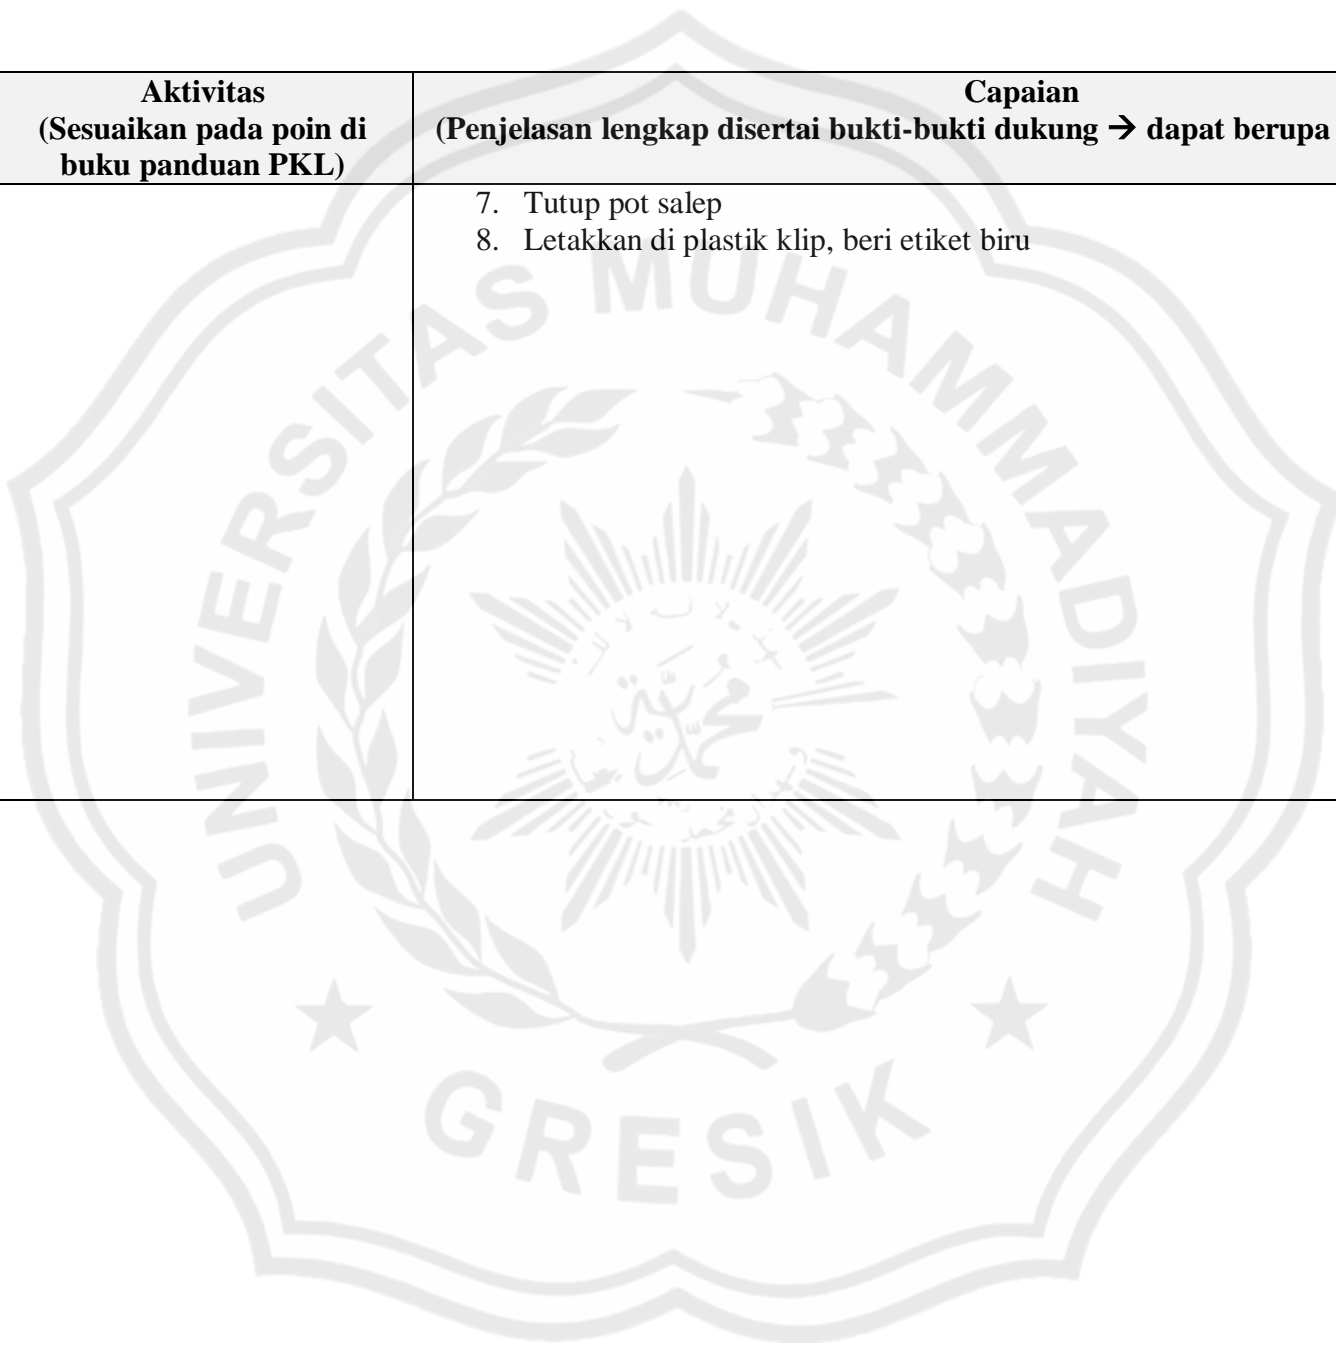 Aktivitas
(Sesuaikan pada poin di
buku panduan PKL)
Capaian
(Penjelasan lengkap disertai bukti-bukti dukung → dapat berupa
7. Tutup pot salep
8. Letakkan di plastik klip, beri etiket biru
UNIVERSITAS MUHAMMADIYAH
GRESIK